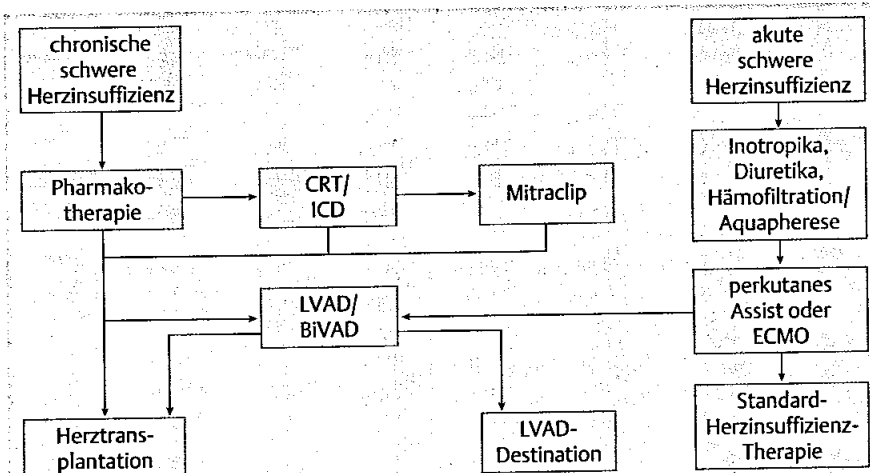 chronische
schwere
Herzinsuffizienz
akute
schwere
Herzinsuffizienz
Pharmako-
therapie
CRT/
ICD
Mitraclip
Inotropika,
Diuretika,
Hämofiltration/
Aquapherese
LVAD/
BiVAD
perkutanes
Assist oder
ECMO
Herztrans-
plantation
LVAD-
Destination
Standard-
Herzinsuffizienz-
Therapie